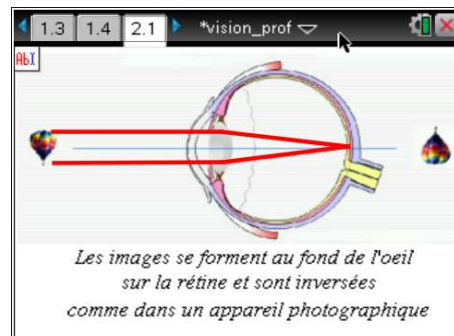 1.3 1.4 2.1 *vision_prof
AbI
Les images se forment au fond de l'oeil
sur la rétine et sont inversées
comme dans un appareil photographique